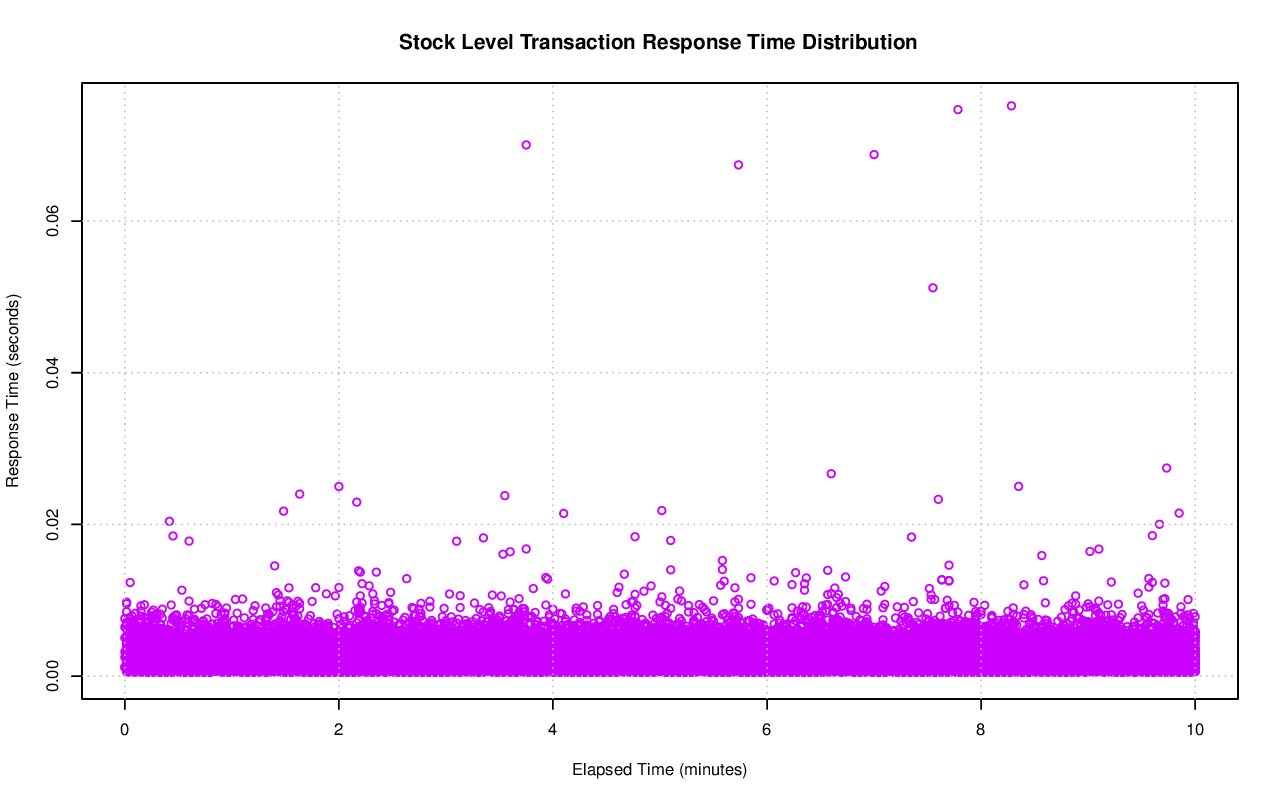 Stock Level Transaction Response Time Distribution
Response Time (seconds)
0.06
0.04
0.02
0.00
0 2 4 6 8 10
Elapsed Time (minutes)